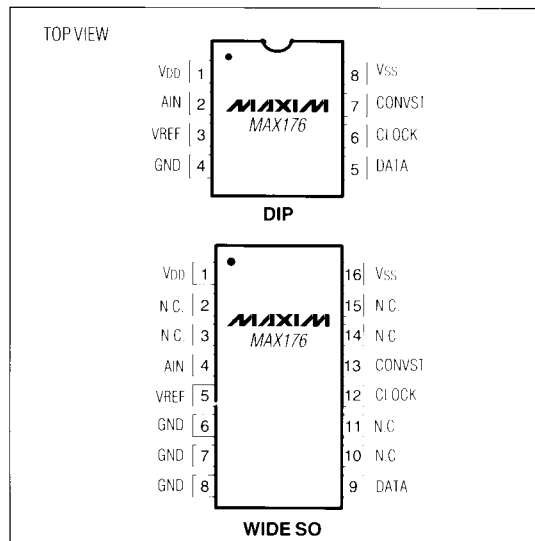 TOP VIEW
VDD 1 8 VSS
AIN 2 MAXIM 7 CONVST
VREF 3 MAX176 6 CLOCK
GND 4 5 DATA
DIP
VDD 1 16 VSS
N.C. 2 15 N.C.
N.C. 3 MAXIM 14 N.C
AIN 4 MAX176 13 CONVST
VREF 5 12 CLOCK
GND 6 11 N.C
GND 7 10 N.C
GND 8 9 DATA
WIDE SO